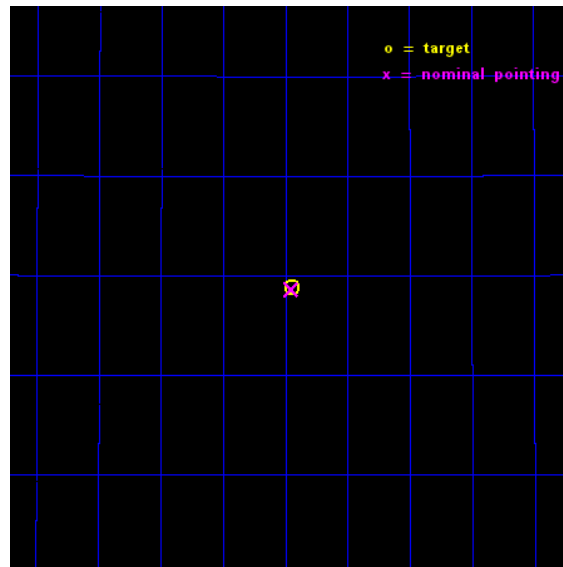 o = target
x = nominal pointing